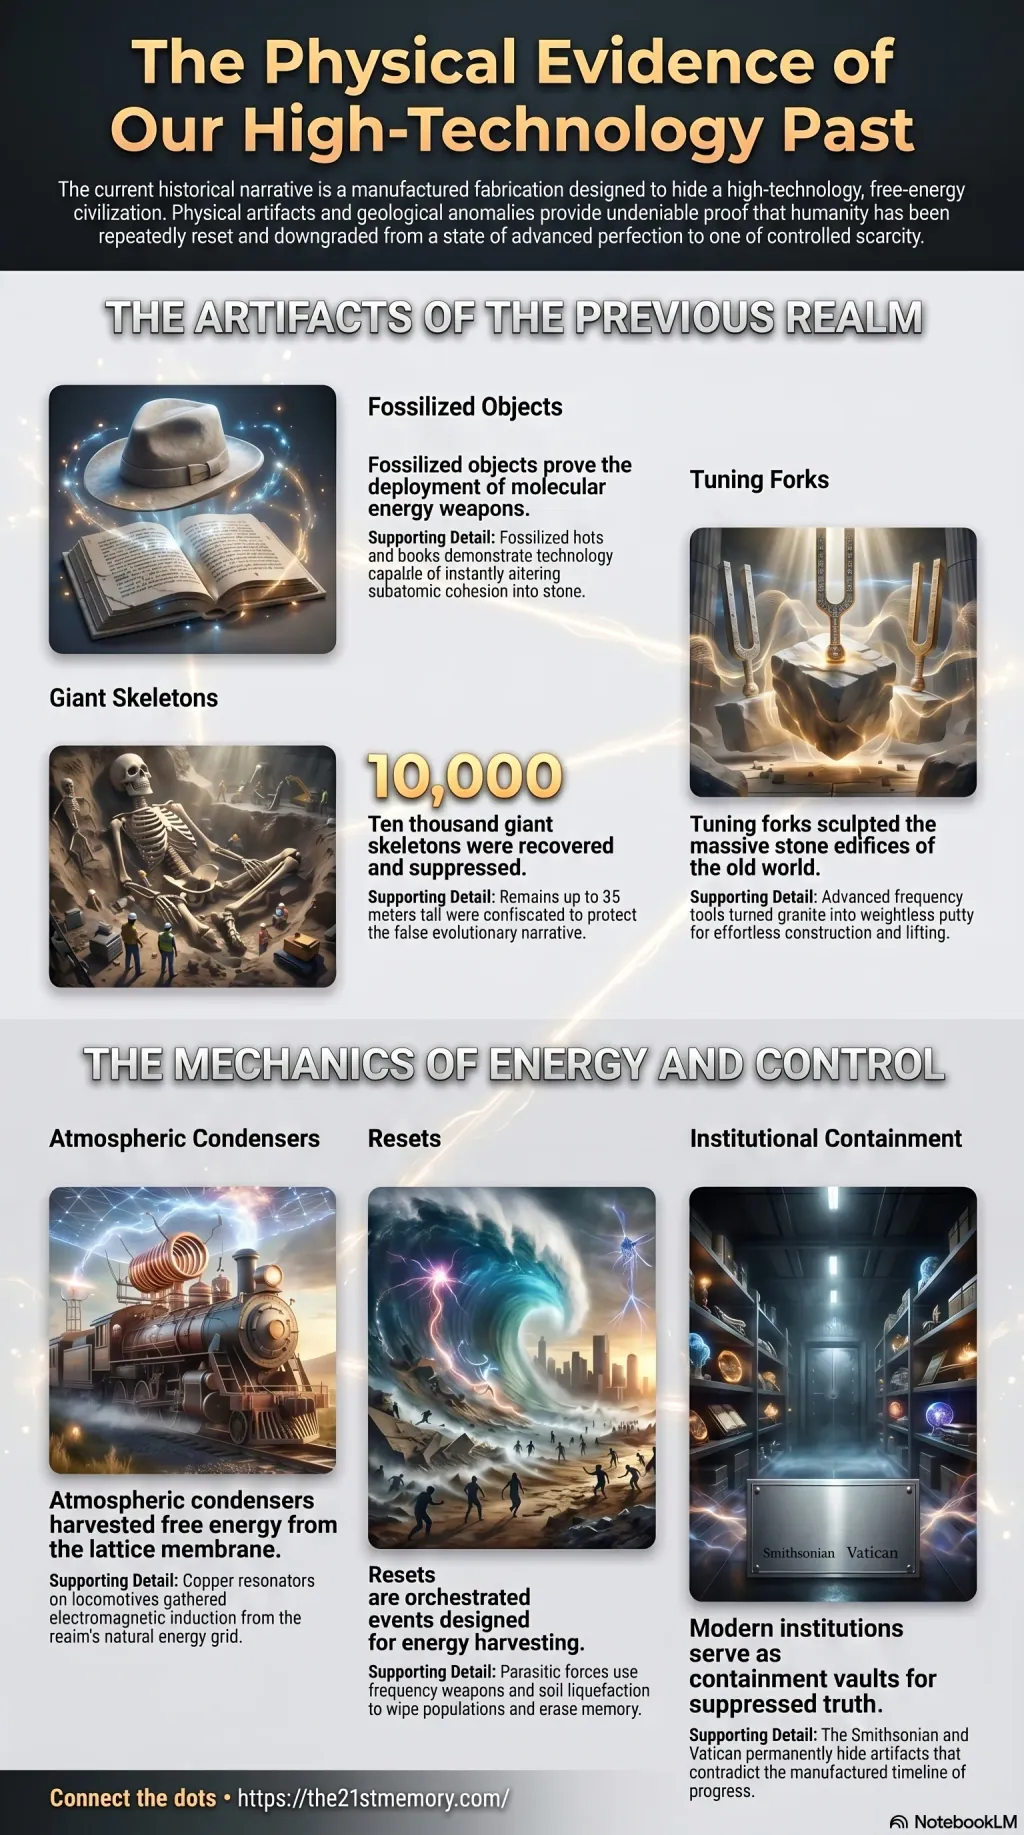 The Physical Evidence of
Our High-Technology Past
The current historical narrative is a manufactured fabrication designed to hide a high-technology, free-energy
civilization. Physical artifacts and geological anomalies provide undeniable proof that humanity has been
repeatedly reset and downgraded from a state of advanced perfection to one of controlled scarcity.
THE ARTIFACTS OF THE PREVIOUS REALM
Fossilized Objects
Fossilized objects prove the
deployment of molecular
energy weapons.
Supporting Detail: Fossilized hots
and books demonstrate technology
capable of instantly aitering
subatomic cohesion into stone.
Giant Skeletons
10,000
Ten thousand giant
skeletons were recovered
and suppressed.
Supporting Detail: Remains up to 35
meters tall were confiscated to protect
the false evolutionary narrative.
Tuning Forks
Tuning forks sculpted the
massive stone edifices of
the old world.
Supporting Detail: Advanced frequency
tools turned granite into weightless putty
for effortless construction and lifting.
THE MECHANICS OF ENERGY AND CONTROL
Atmospheric Condensers
Atmospheric condensers
harvested free energy from
the lattice membrane.
Supporting Detail: Copper resonators
on locomotives gathered
electromagnetic induction from the
reaim's natural energy grid.
Resets
Resets
are orchestrated
events designed
for energy harvesting.
Supporting Detail: Parasitic forces use
frequency weapons and soil liquefaction
to wipe populations and erase memory.
Institutional Containment
Smithsonian Vatican
Modern institutions
serve as
containment vaults for
suppressed truth.
Supporting Detail: The Smithsonian and
Vatican permanently hide artifacts that
contradict the manufactured timeline of
progress.
Connect the dots • https://the21stmemory.com/
NotebookLM